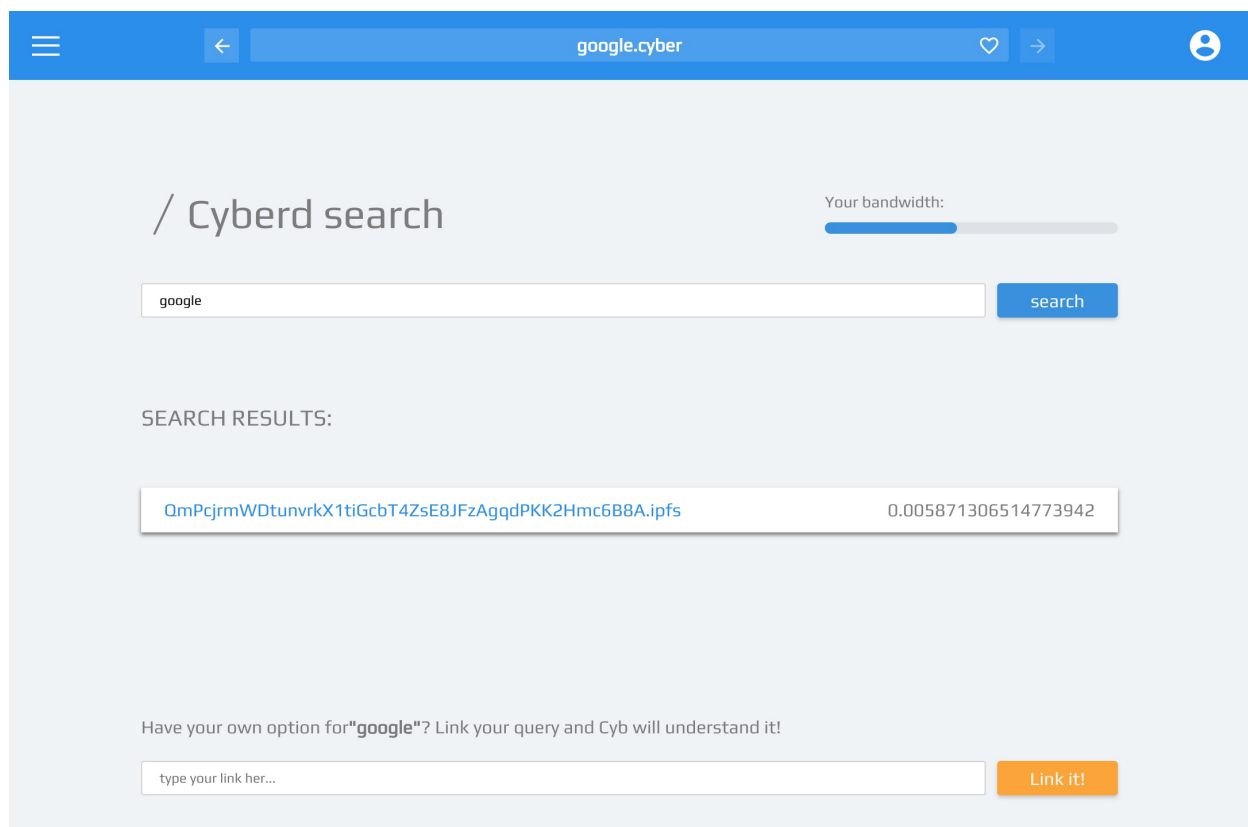 google.cyber
/ Cyberd search
Your bandwidth:
google
search
SEARCH RESULTS:
QmPcjrmWDtunvrkX1tiGcbT4ZsE8JFzAgqdPKK2Hmc6B8A.ipfs 0.005871306514773942
Have your own option for"google"? Link your query and Cyb will understand it!
type your link her...
Link it!